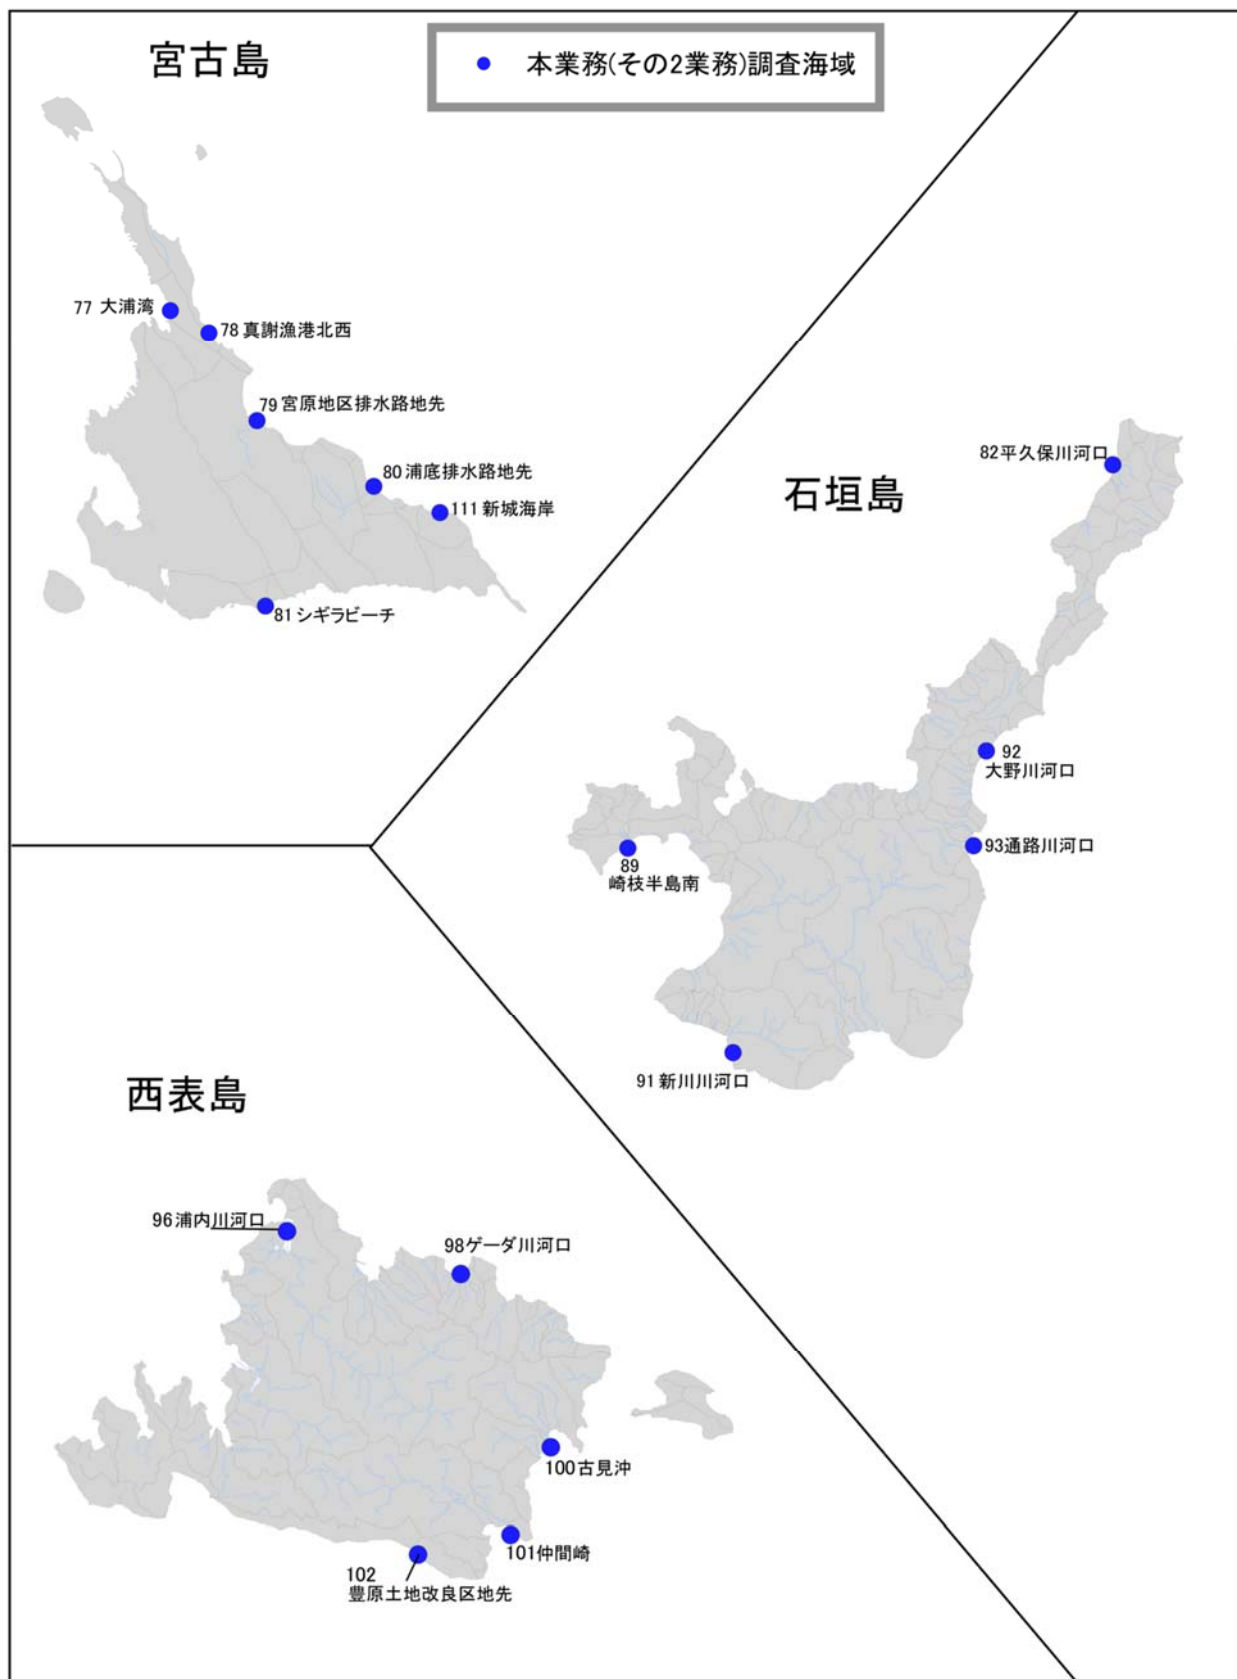 宮古島
本業務(その2業務)調査海域
77 大浦湾
78 真謝漁港北西
79 宮原地区排水路地先
80 浦底排水路地先
111 新城海岸
81 シギラビーチ
石垣島
82平久保川河口
92
大野川河口
93通路川河口
89
崎枝半島南
91 新川川河口
西表島
96 浦内川河口
98ゲーダ川河口
100古見沖
101仲間崎
102
豊原土地改良区地先